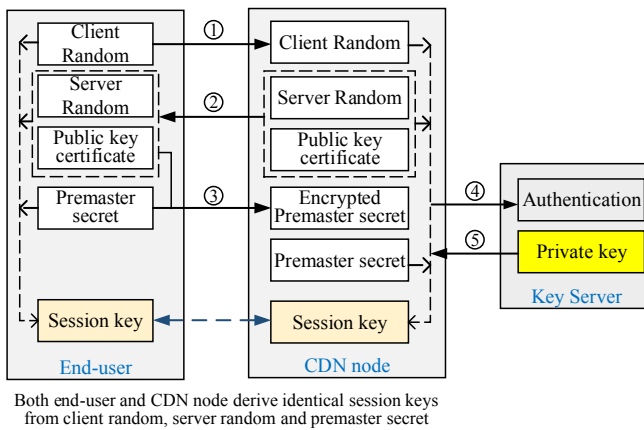 Client
Random
①
Client Random
Server
Random
②
Server Random
Public key
certificate
Public key
certificate
Premaster
secret
③
Encrypted
Premaster secret
④
Authentication
Premaster secret
⑤
Private key
Key Server
Session key
Session key
End-user
CDN node
Both end-user and CDN node derive identical session keys
from client random, server random and premaster secret